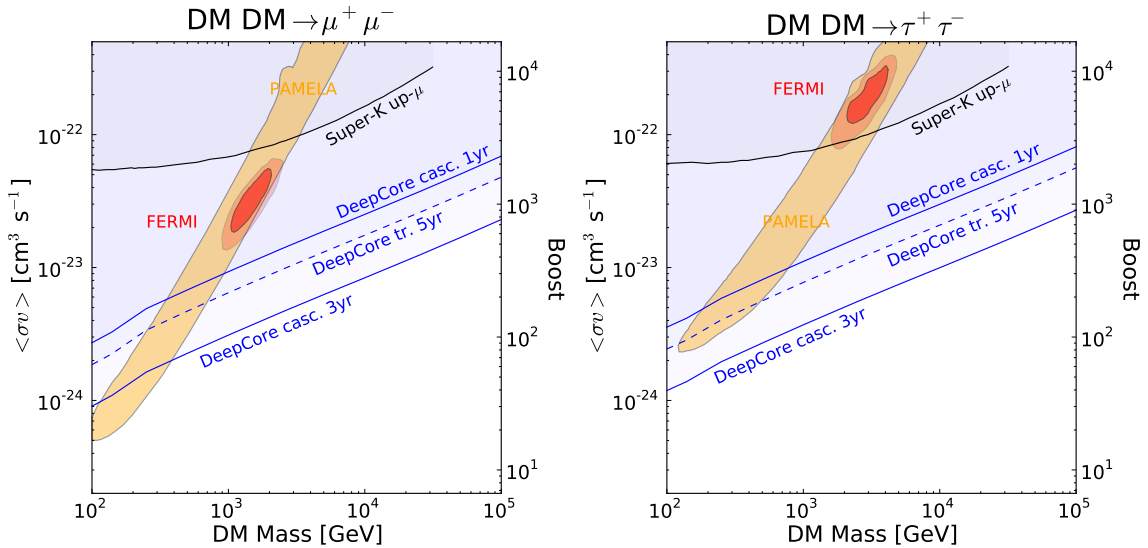 DM DM → μ⁺ μ⁻
10⁻²²
10⁻²³
10⁻²⁴
<σv> [cm³ s⁻¹]
PAMELA
FERMI
Super-K up-μ
DeepCore casc. 1yr
DeepCore tr. 5yr
DeepCore casc. 3yr
10⁴
10³
10²
10¹
Boost
10² 10³ 10⁴ 10⁵
DM Mass [GeV]
DM DM → τ⁺ τ⁻
10⁻²²
10⁻²³
10⁻²⁴
<σv> [cm³ s⁻¹]
FERMI
PAMELA
Super-K up-μ
DeepCore casc. 1yr
DeepCore tr. 5yr
DeepCore casc. 3yr
10⁴
10³
10²
10¹
Boost
10² 10³ 10⁴ 10⁵
DM Mass [GeV]